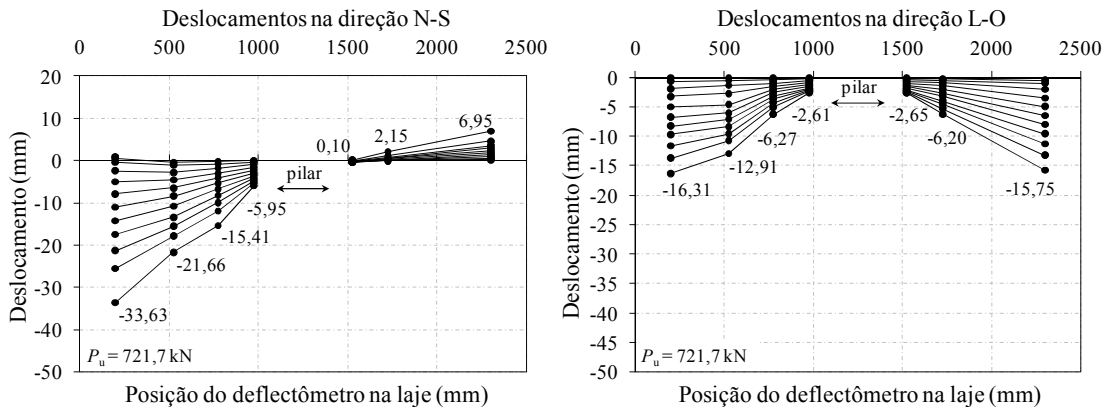 Deslocamentos na direção N-S
0 500 1000 1500 2000 2500
20
10
0
-10
-20
-30
-40
-50
Deslocamento (mm)
0,10
2,15
6,95
pilar
-5,95
-15,41
-21,66
-33,63
Pu = 721,7 kN
Posição do deflectômetro na laje (mm)
Deslocamentos na direção L-O
0 500 1000 1500 2000 2500
0
-5
-10
-15
-20
-25
-30
-35
-40
-45
-50
Deslocamento (mm)
pilar
-2,61
-2,65
-6,27
-6,20
-12,91
-16,31
-15,75
Pu = 721,7 kN
Posição do deflectômetro na laje (mm)